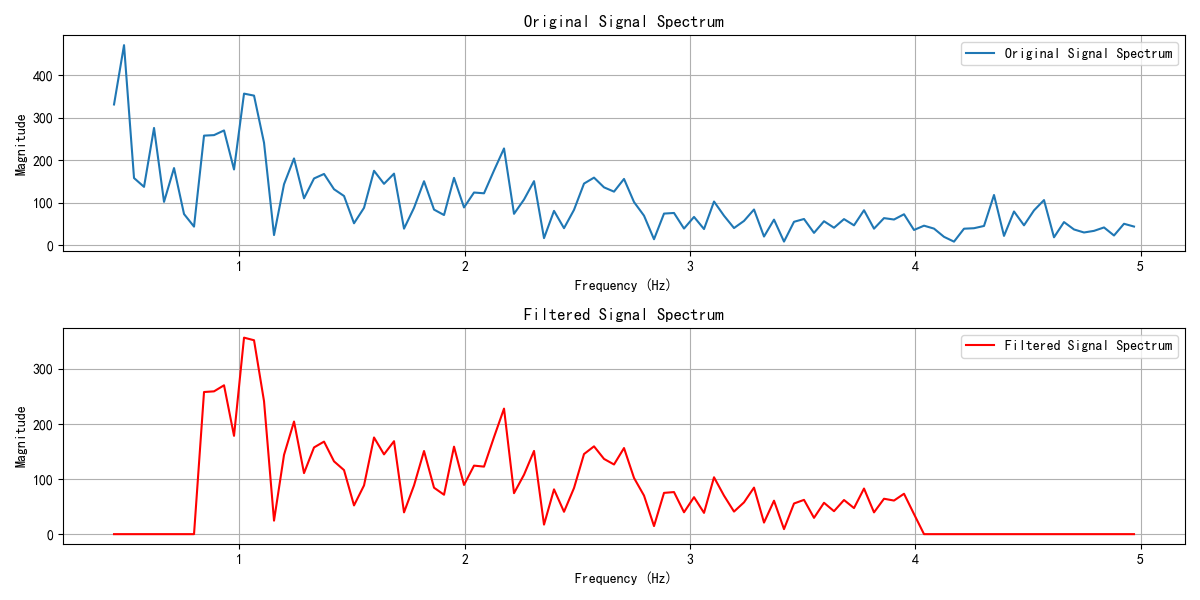 Original Signal Spectrum
Original Signal Spectrum
Magnitude
400
300
200
100
0
1 2 3 4 5
Frequency (Hz)
Filtered Signal Spectrum
Filtered Signal Spectrum
Magnitude
300
200
100
0
1 2 3 4 5
Frequency (Hz)